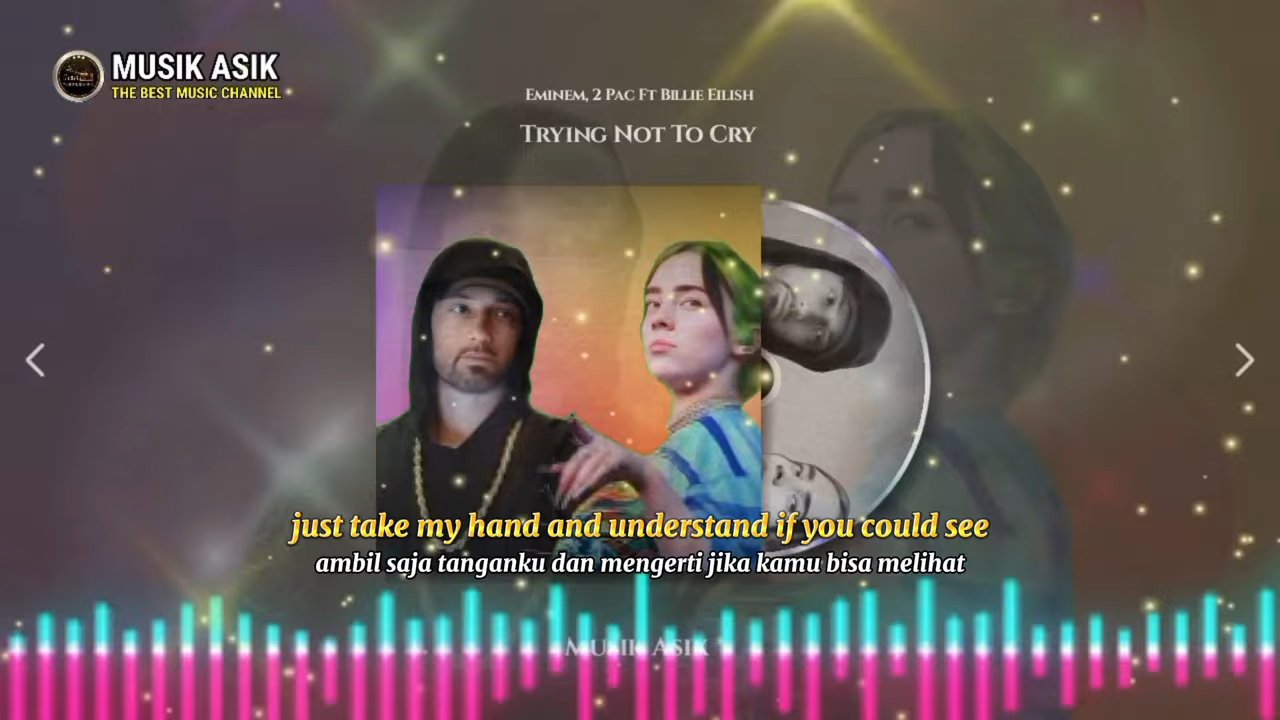 MUSIK ASIK
THE BEST MUSIC CHANNEL
Eminem, 2 Pac Ft Billie Eilish
Trying Not To Cry
just take my hand and understand if you could see
ambil saja tanganku dan mengerti jika kamu bisa melihat
Musik Asik